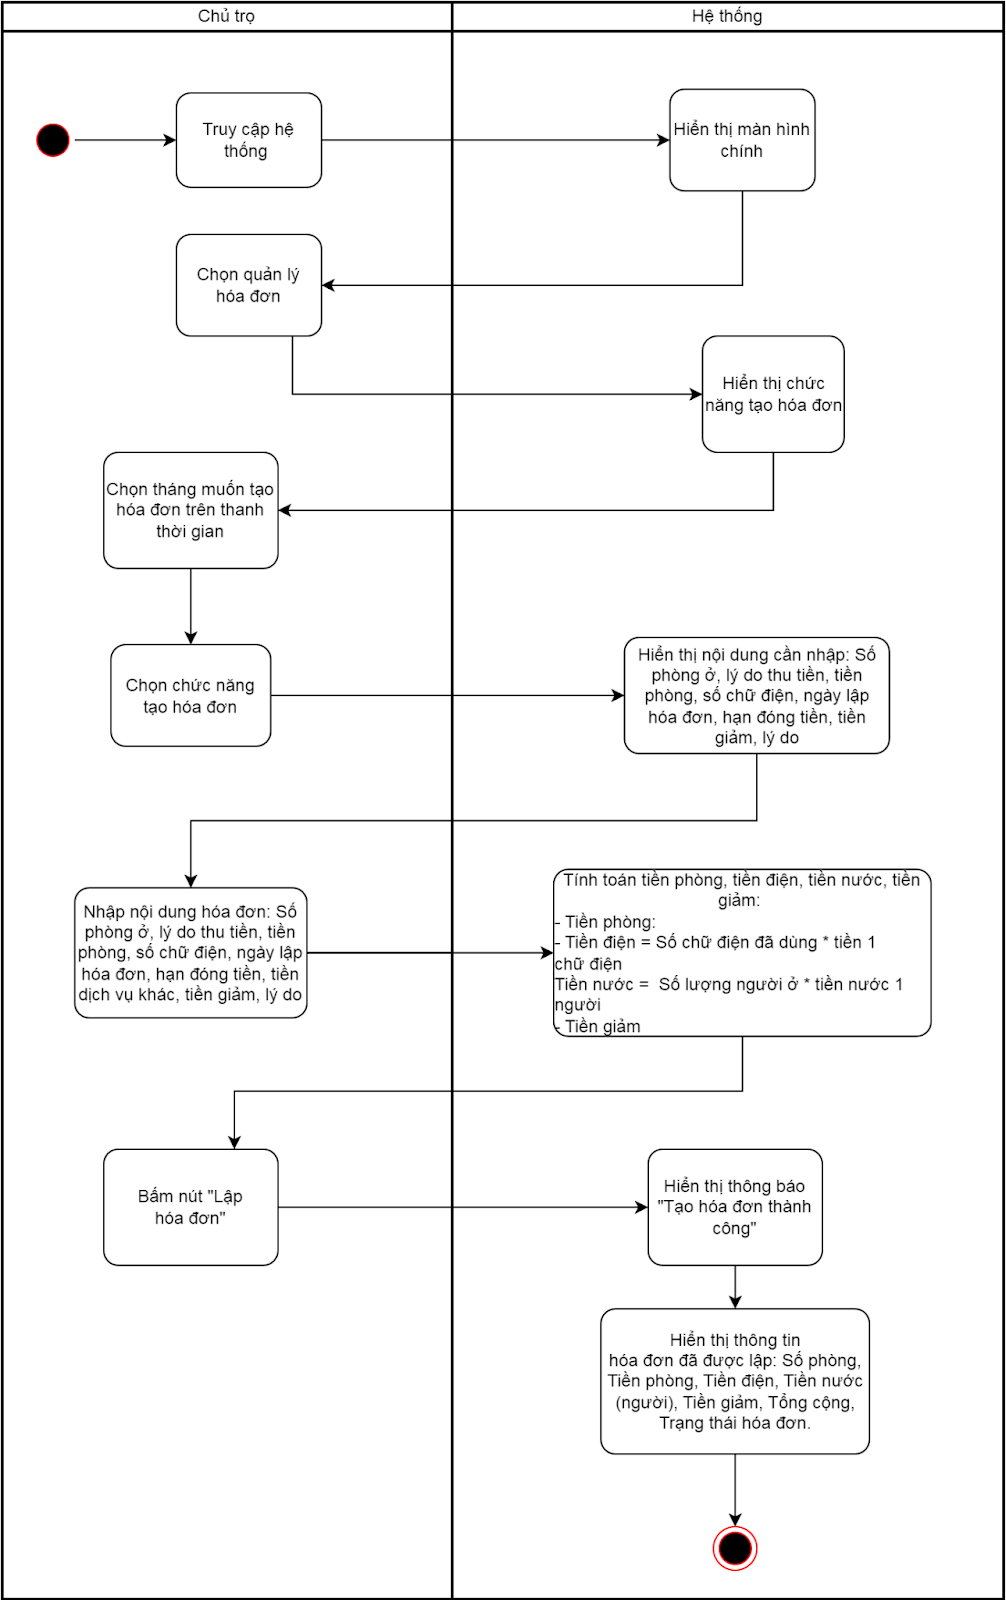 Chủ trọ
Hệ thống
Truy cập hệ
thống
Hiển thị màn hình
chính
Chọn quản lý
hóa đơn
Hiển thị chức
năng tạo hóa đơn
Chọn tháng muốn tạo
hóa đơn trên thanh
thời gian
Chọn chức năng
tạo hóa đơn
Hiển thị nội dung cần nhập: Số
phòng ở, lý do thu tiền, tiền
phòng, số chữ điện, ngày lập
hóa đơn, hạn đóng tiền, tiền
giảm, lý do
Nhập nội dung hóa đơn: Số
phòng ở, lý do thu tiền, tiền
phòng, số chữ điện, ngày lập
hóa đơn, hạn đóng tiền, tiền
dịch vụ khác, tiền giảm, lý do
Tính toán tiền phòng, tiền điện, tiền nước, tiền
giảm:
- Tiền phòng:
- Tiền điện = Số chữ điện đã dùng * tiền 1
chữ điện
Tiền nước =  Số lượng người ở * tiền nước 1
người
- Tiền giảm
Bấm nút "Lập
hóa đơn"
Hiển thị thông báo
"Tạo hóa đơn thành
công"
Hiển thị thông tin
hóa đơn đã được lập: Số phòng,
Tiền phòng, Tiền điện, Tiền nước
(người), Tiền giảm, Tổng cộng,
Trạng thái hóa đơn.